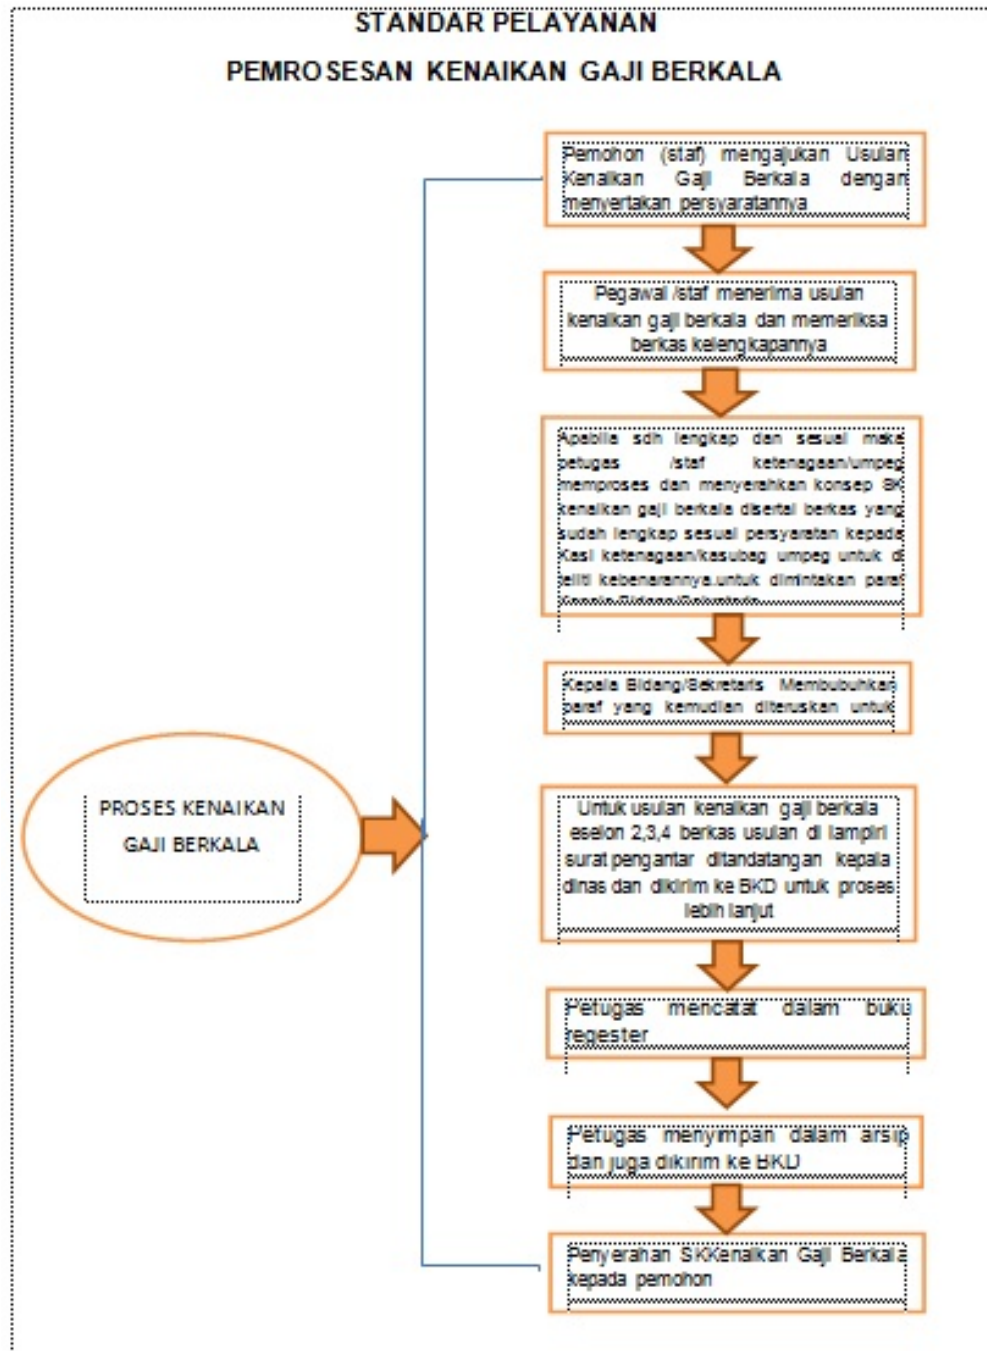 STANDAR PELAYANAN
PEMROSESAN KENAIKAN GAJI BERKALA
Pemohon (staf) mengajukan Usulan
Kenaikan Gaji Berkala dengan
menyertakan persyaratannya
Pegawai /staf menerima usulan
kenaikan gaji berkala dan memeriksa
berkas kelengkapannya
Apabila sdh lengkap dan sesuai maka
petugas /staf ketenagaan/umpeg
memproses dan menyerahkan konsep SK
kenaikan gaji berkala disertai berkas yang
sudah lengkap sesuai persyaratan kepada
Kasi ketenagaan/kasubag umpeg untuk d
eliti kebenarannya.untuk dimintakan paraf
Kepala Bidang/Sekretaris
Kepala Bidang/Sekretaris Membubuhkan
paraf yang kemudian diteruskan untuk
PROSES KENAIKAN
GAJI BERKALA
Untuk usulan kenaikan gaji berkala
eselon 2,3,4 berkas usulan di lampiri
surat pengantar ditandatangan kepala
dinas dan dikirim ke BKD untuk proses
lebih lanjut
Petugas mencatat dalam buku
regester
Petugas menyimpan dalam arsip
dan juga dikirim ke BKD
Penyerahan SKKenaikan Gaji Berkala
kepada pemohon